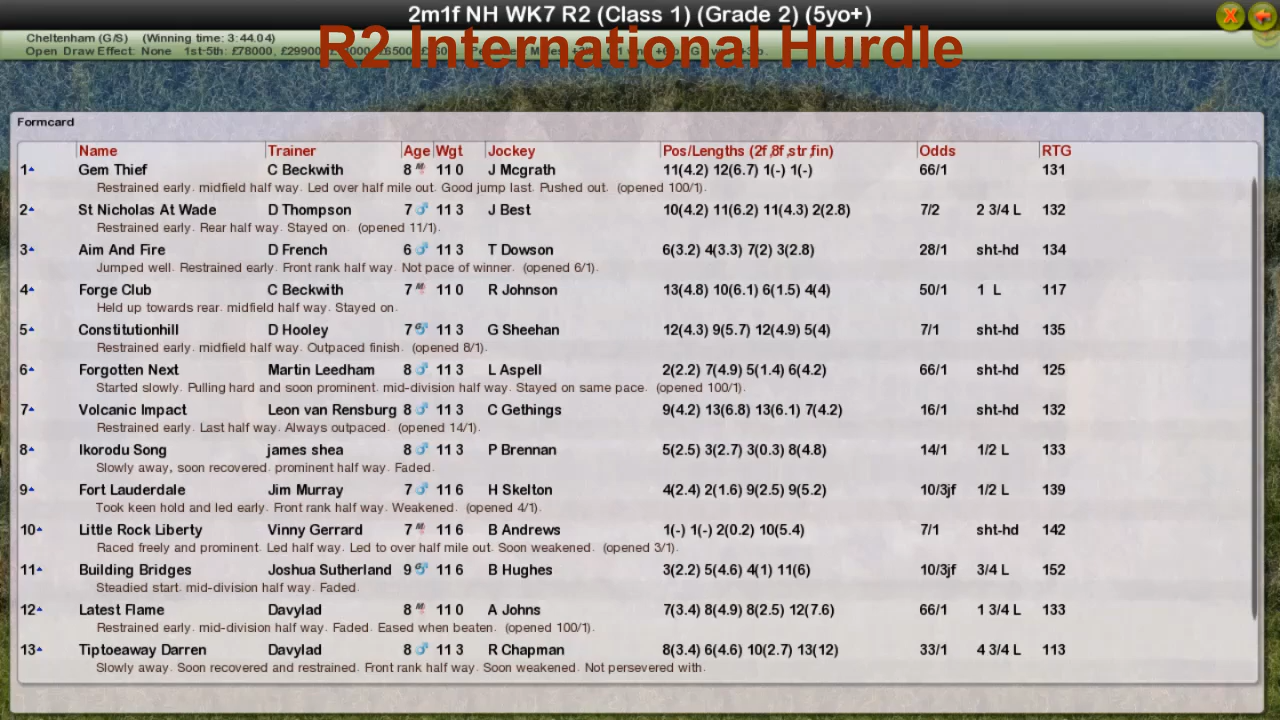 2m1f NH WK7 R2 (Class 1) (Grade 2) (5yo+)
Cheltenham (G/S) (Winning time: 3:44.04)
R2 International Hurdle
Open Draw Effect: None 1st-5th: £78000, £29900
Formcard
Name Trainer Age Wgt Jockey Pos/Lengths (2f,8f,str,fin) Odds RTG
1 Gem Thief C Beckwith 8 11 0 J Mcgrath 11(4.2) 12(6.7) 1(-) 1(-) 66/1 131
Restrained early. midfield half way. Led over half mile out. Good jump last. Pushed out. (opened 100/1).
2 St Nicholas At Wade D Thompson 7 11 3 J Best 10(4.2) 11(6.2) 11(4.3) 2(2.8) 7/2 2 3/4 L 132
Restrained early. Rear half way. Stayed on. (opened 11/1).
3 Aim And Fire D French 6 11 3 T Dowson 6(3.2) 4(3.3) 7(2) 3(2.8) 28/1 sht-hd 134
Jumped well. Restrained early. Front rank half way. Not pace of winner. (opened 6/1).
4 Forge Club C Beckwith 7 11 0 R Johnson 13(4.8) 10(6.1) 6(1.5) 4(4) 50/1 1 L 117
Held up towards rear. midfield half way. Stayed on.
5 Constitutionhill D Hooley 7 11 3 G Sheehan 12(4.3) 9(5.7) 12(4.9) 5(4) 7/1 sht-hd 135
Restrained early. midfield half way. Outpaced finish. (opened 8/1).
6 Forgotten Next Martin Leedham 8 11 3 L Aspell 2(2.2) 7(4.9) 5(1.4) 6(4.2) 66/1 sht-hd 125
Started slowly. Pulling hard and soon prominent. mid-division half way. Stayed on same pace. (opened 100/1).
7 Volcanic Impact Leon van Rensburg 8 11 3 C Gethings 9(4.2) 13(6.8) 13(6.1) 7(4.2) 16/1 sht-hd 132
Restrained early. Last half way. Always outpaced. (opened 14/1).
8 Ikorodu Song james shea 8 11 3 P Brennan 5(2.5) 3(2.7) 3(0.3) 8(4.8) 14/1 1/2 L 133
Slowly away, soon recovered. prominent half way. Faded.
9 Fort Lauderdale Jim Murray 7 11 6 H Skelton 4(2.4) 2(1.6) 9(2.5) 9(5.2) 10/3jf 1/2 L 139
Took keen hold and led early. Front rank half way. Weakened. (opened 4/1).
10 Little Rock Liberty Vinny Gerrard 7 11 6 B Andrews 1(-) 1(-) 2(0.2) 10(5.4) 7/1 sht-hd 142
Raced freely and prominent. Led half way. Led to over half mile out. Soon weakened. (opened 3/1).
11 Building Bridges Joshua Sutherland 9 11 6 B Hughes 3(2.2) 5(4.6) 4(1) 11(6) 10/3jf 3/4 L 152
Steadied start. mid-division half way. Faded.
12 Latest Flame Davylad 8 11 0 A Johns 7(3.4) 8(4.9) 8(2.5) 12(7.6) 66/1 1 3/4 L 133
Restrained early. mid-division half way. Faded. Eased when beaten. (opened 100/1).
13 Tiptoeaway Darren Davylad 8 11 3 R Chapman 8(3.4) 6(4.6) 10(2.7) 13(12) 33/1 4 3/4 L 113
Slowly away. Soon recovered and restrained. Front rank half way. Soon weakened. Not persevered with.